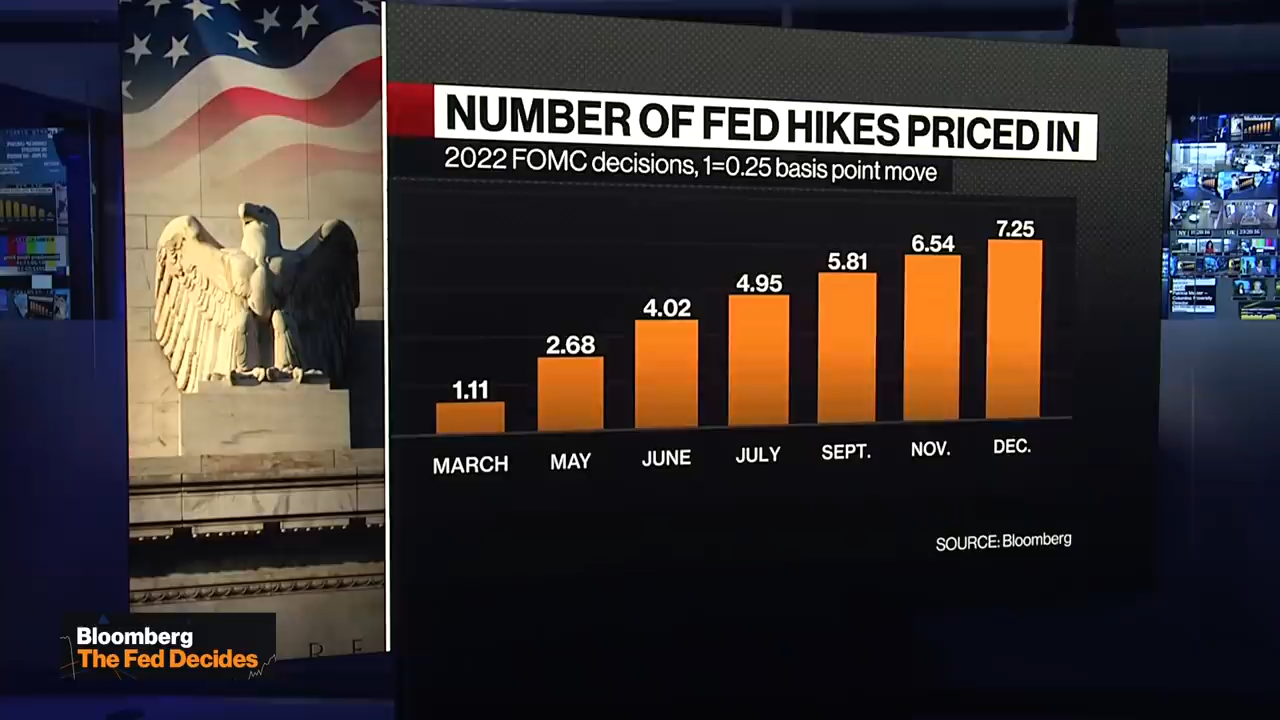 NUMBER OF FED HIKES PRICED IN
2022 FOMC decisions, 1=0.25 basis point move
1.11
2.68
4.02
4.95
5.81
6.54
7.25
MARCH
MAY
JUNE
JULY
SEPT.
NOV.
DEC.
SOURCE: Bloomberg
R E
Bloomberg
The Fed Decides